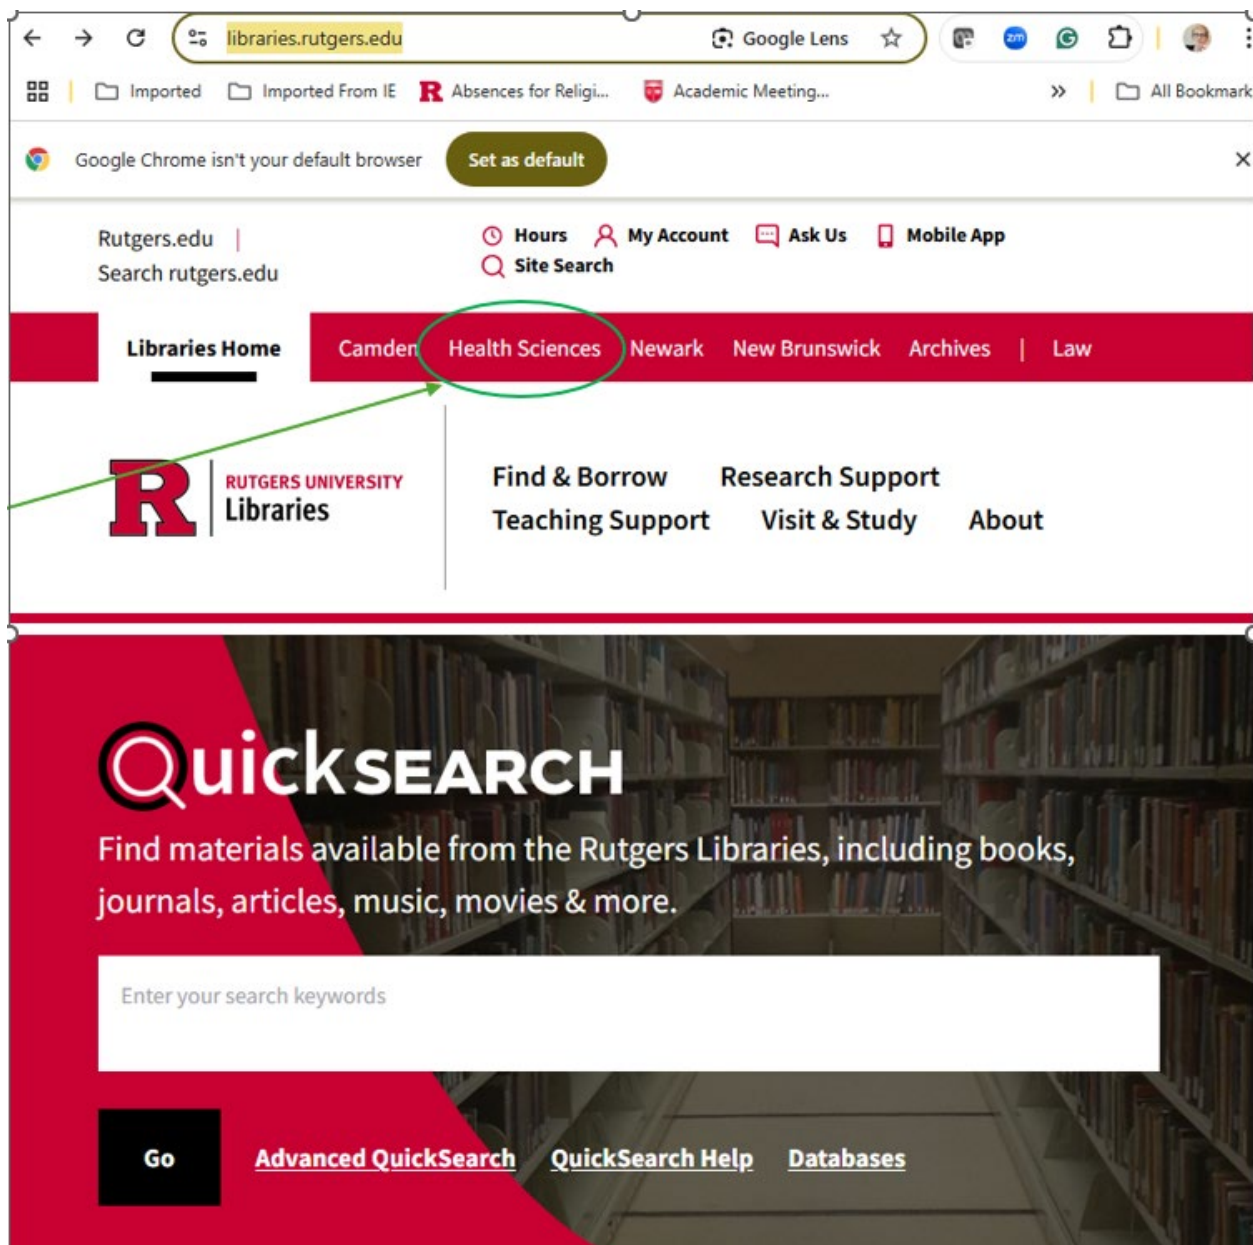 libraries.rutgers.edu Google Lens zm
Imported Imported From IE R Absences for Religi... Academic Meeting... » All Bookmark
Google Chrome isn't your default browser Set as default
Rutgers.edu |
Search rutgers.edu
Hours My Account Ask Us Mobile App
Site Search
Libraries Home Camden Health Sciences Newark New Brunswick Archives | Law
R RUTGERS UNIVERSITY
Libraries
Find & Borrow Research Support
Teaching Support Visit & Study About
QuickSEARCH
Find materials available from the Rutgers Libraries, including books,
journals, articles, music, movies & more.
Enter your search keywords
Go Advanced QuickSearch QuickSearch Help Databases